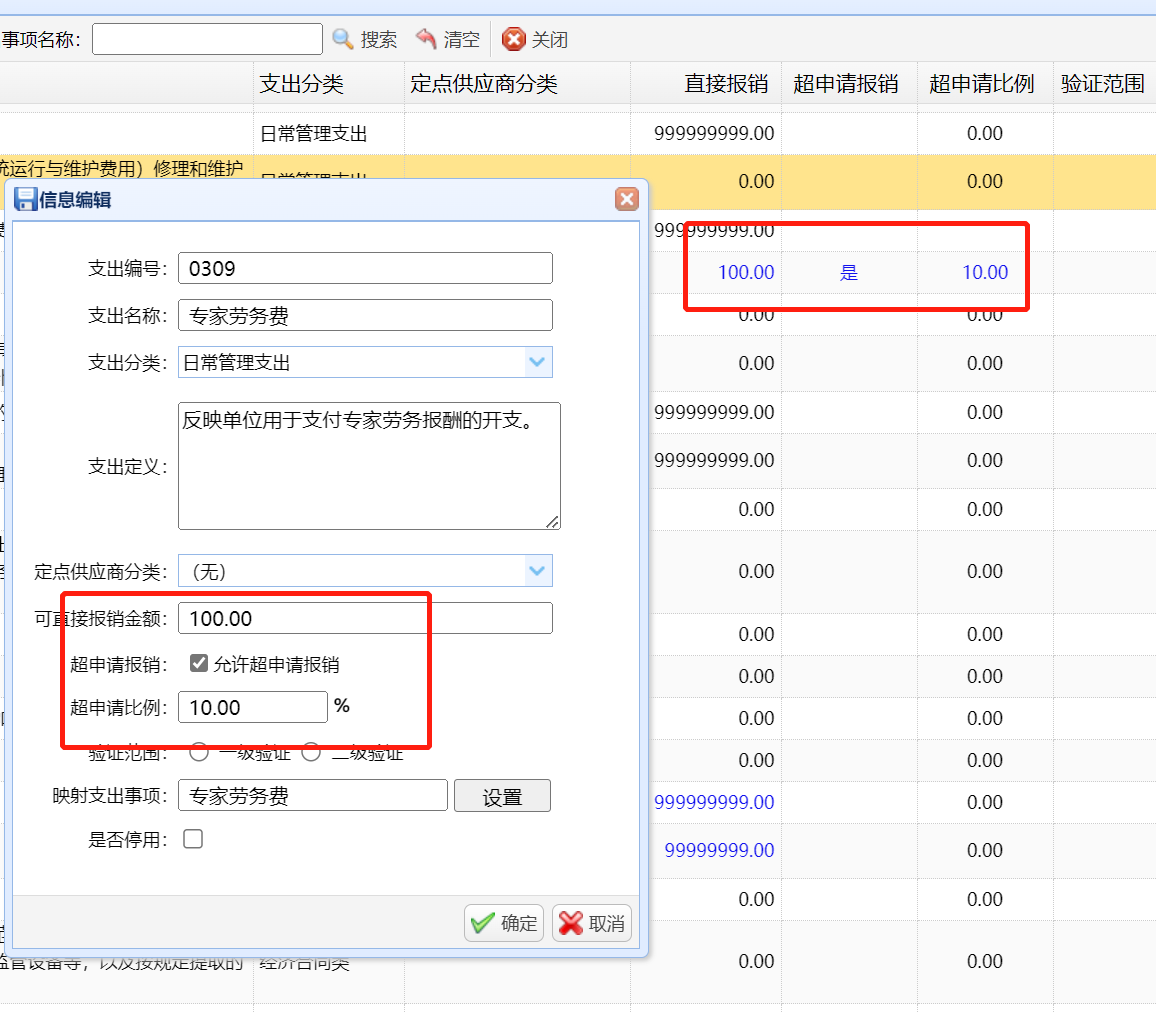 事项名称: 搜索 清空 关闭
支出分类 定点供应商分类 直接报销 超申请报销 超申请比例 验证范围
日常管理支出 999999999.00 0.00
统运行与维护费用）修理和维护
0.00 0.00
信息编辑
999999999.00
支出编号: 0309
100.00 是 10.00
支出名称: 专家劳务费
0.00 0.00
支出分类: 日常管理支出
0.00 0.00
反映单位用于支付专家劳务报酬的开支。
999999999.00 0.00
支出定义:
999999999.00 0.00
0.00 0.00
定点供应商分类: （无）
0.00 0.00
可直接报销金额: 100.00
0.00 0.00
超申请报销: 允许超申请报销
0.00 0.00
超申请比例: 10.00 %
0.00 0.00
验证范围: 一级验证 二级验证
0.00 0.00
映射支出事项: 专家劳务费 设置
999999999.00 0.00
是否停用:
99999999.00 0.00
0.00 0.00
确定 取消
监管设备等，以及按规定提取的 经济合同类
0.00 0.00